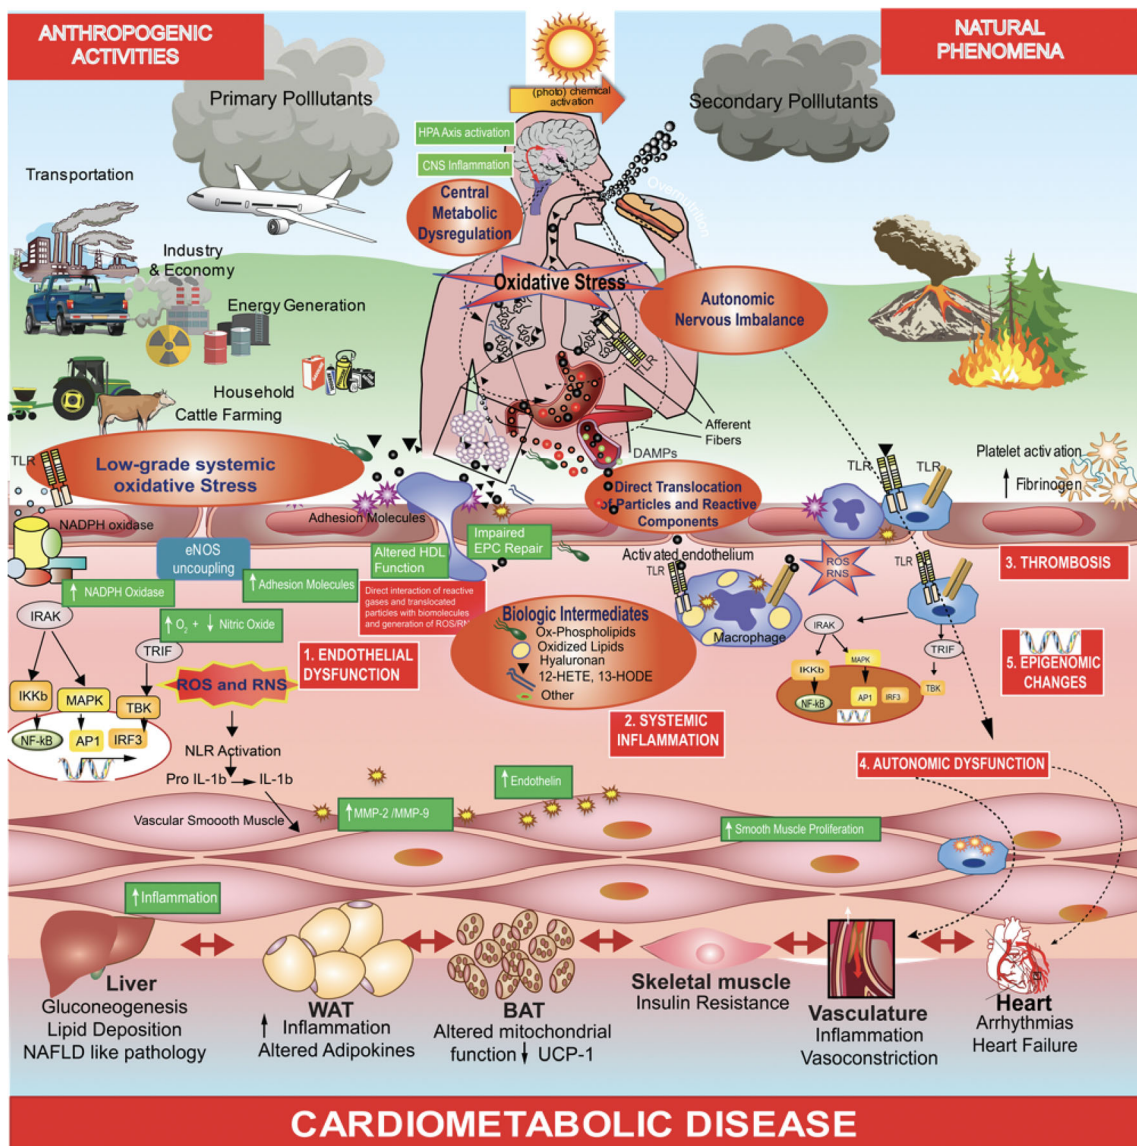 ANTHROPOGENIC
ACTIVITIES
NATURAL
PHENOMENA
(photo) chemical
activation
Primary Polllutants
Secondary Polllutants
HPA Axis activation
CNS Inflammation
Central
Metabolic
Dysregulation
Overnutrition
Transportation
Industry
& Economy
Energy Generation
Household
Cattle Farming
Oxidative Stress
Autonomic
Nervous Imbalance
TLR
Afferent
Fibers
DAMPs
TLR
Low-grade systemic
oxidative Stress
NADPH oxidase
Adhesion Molecules
Direct Translocation
of Particles and Reactive
Components
TLR
TLR
Platelet activation
Fibrinogen
eNOS
uncoupling
NADPH Oxidase
Adhesion Molecules
Altered HDL
Function
Impaired
EPC Repair
Direct interaction of reactive
gases and translocated
particles with biomolecules
and generation of ROS/RN
Activated endothelium
TLR
Macrophage
ROS
RNS
TLR
3. THROMBOSIS
IRAK
O2 + Nitric Oxide
TRIF
1. ENDOTHELIAL
DYSFUNCTION
IKKb
MAPK
TBK
NF-kB
AP1
IRF3
ROS and RNS
NLR Activation
Pro IL-1b
IL-1b
Biologic Intermediates
Ox-Phospholipids
Oxidized Lipids
Hyaluronan
12-HETE, 13-HODE
Other
2. SYSTEMIC
INFLAMMATION
IRAK
TRIF
IKKb
MAPK
TBK
NF-kB
AP1
IRF3
5. EPIGENOMIC
CHANGES
4. AUTONOMIC DYSFUNCTION
Vascular Smoooth Muscle
MMP-2 /MMP-9
Endothelin
Smooth Muscle Proliferation
Inflammation
Liver
Gluconeogenesis
Lipid Deposition
NAFLD like pathology
WAT
Inflammation
Altered Adipokines
BAT
Altered mitochondrial
function UCP-1
Skeletal muscle
Insulin Resistance
Vasculature
Inflammation
Vasoconstriction
Heart
Arrhythmias
Heart Failure
CARDIOMETABOLIC DISEASE